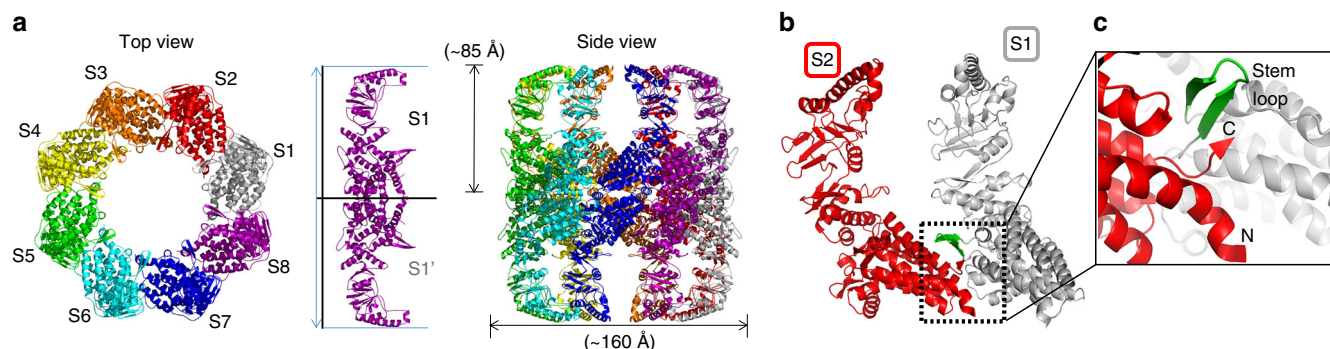 a
Top view
S3
S2
S4
S1
S5
S8
S6
S7
S1
S1'
(~85 Å)
Side view
(~160 Å)
b
S2
S1
c
Stem
loop
C
N